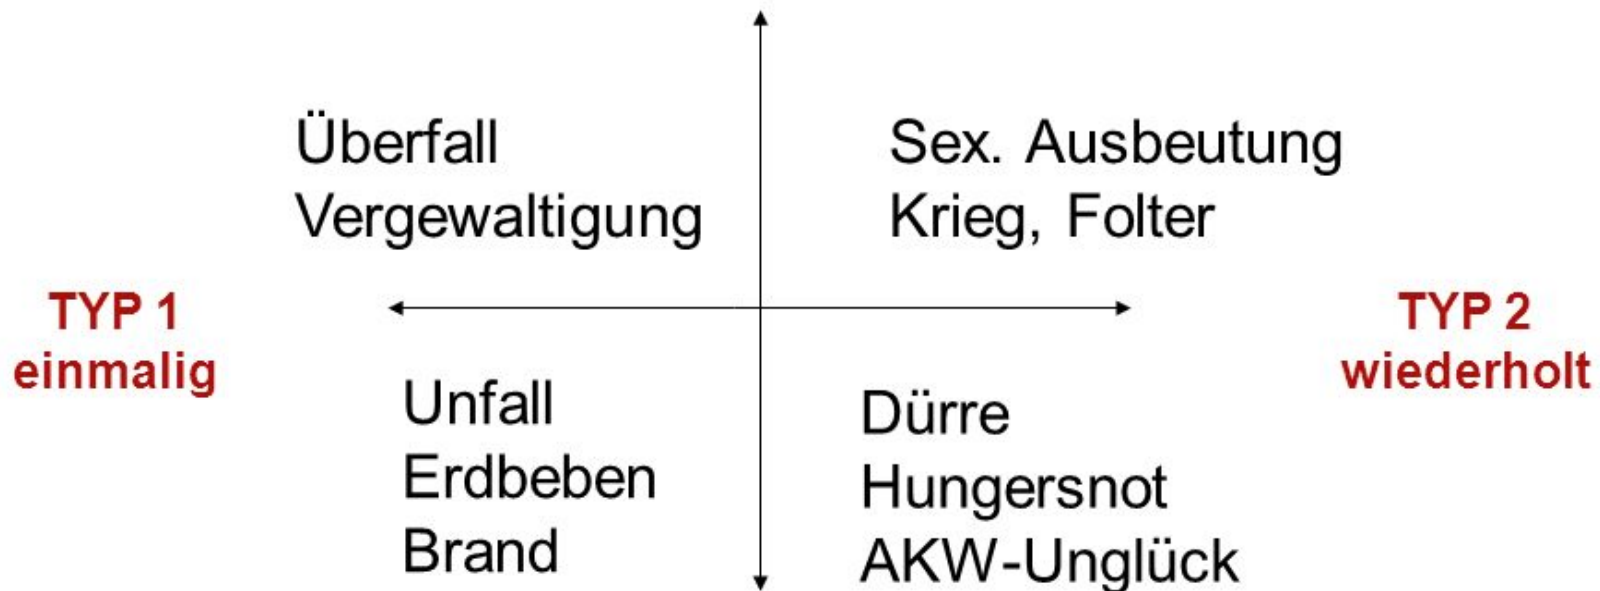 Überfall
Vergewaltigung
Sex. Ausbeutung
Krieg, Folter
TYP 1
einmalig
TYP 2
wiederholt
Unfall
Erdbeben
Brand
Dürre
Hungersnot
AKW-Unglück